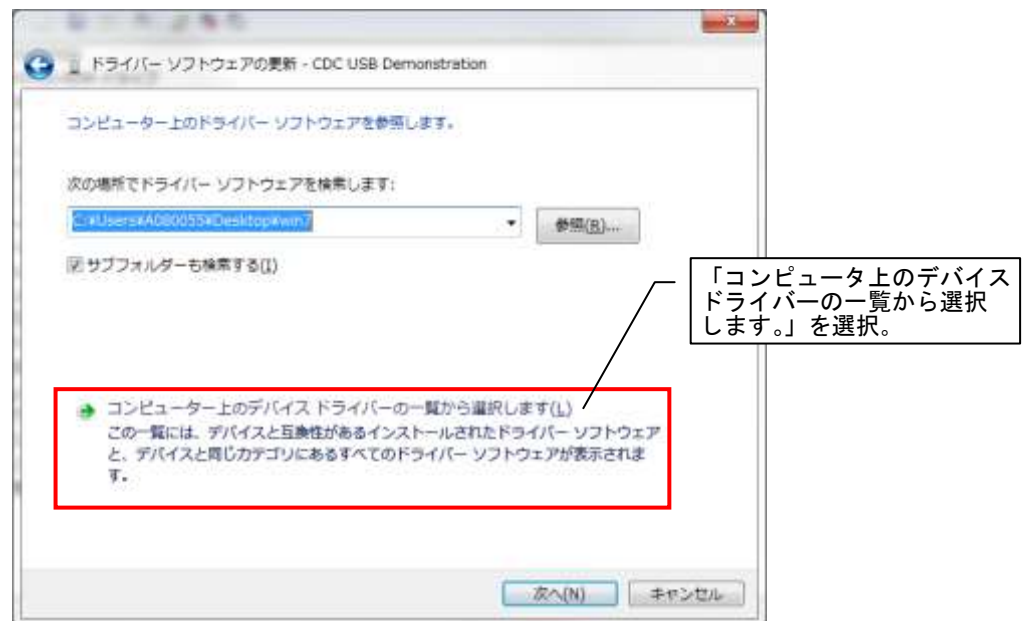 ドライバー ソフトウェアの更新 - CDC USB Demonstration
コンピューター上のドライバー ソフトウェアを参照します。
次の場所でドライバー ソフトウェアを検索します:
C:¥Users¥A080055¥Desktop¥win7
参照(R)...
サブフォルダーも検索する(I)
「コンピュータ上のデバイス
ドライバーの一覧から選択
します。」を選択。
コンピューター上のデバイス ドライバーの一覧から選択します(L)
この一覧には、デバイスと互換性があるインストールされたドライバー ソフトウェア
と、デバイスと同じカテゴリにあるすべてのドライバー ソフトウェアが表示されま
す。
次へ(N)
キャンセル